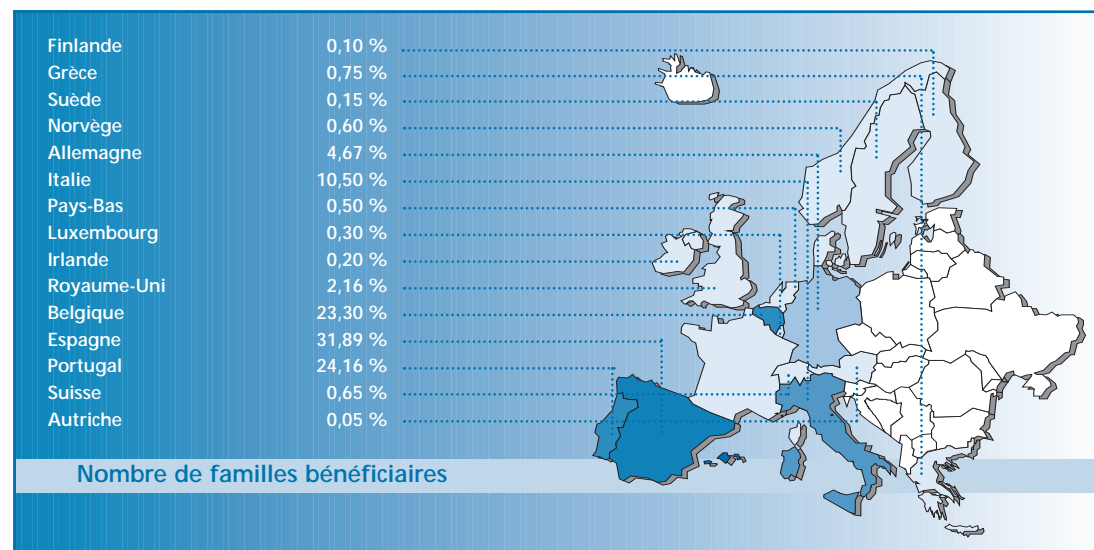 Finlande 0,10 %
Grèce 0,75 %
Suède 0,15 %
Norvège 0,60 %
Allemagne 4,67 %
Italie 10,50 %
Pays-Bas 0,50 %
Luxembourg 0,30 %
Irlande 0,20 %
Royaume-Uni 2,16 %
Belgique 23,30 %
Espagne 31,89 %
Portugal 24,16 %
Suisse 0,65 %
Autriche 0,05 %
Nombre de familles bénéficiaires